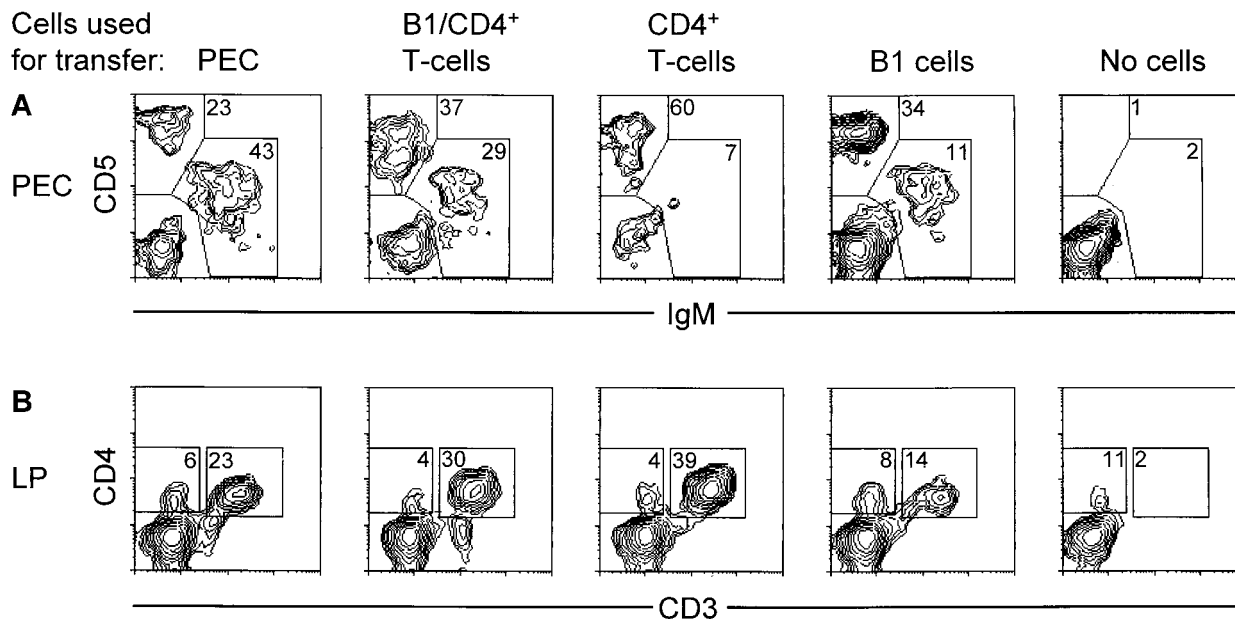 Cells used for transfer: PEC
B1/CD4+ T-cells
CD4+ T-cells
B1 cells
No cells
A
PEC
CD5
23
43
37
29
60
7
34
11
1
2
IgM
B
LP
CD4
6 23
4 30
4 39
8 14
11 2
CD3